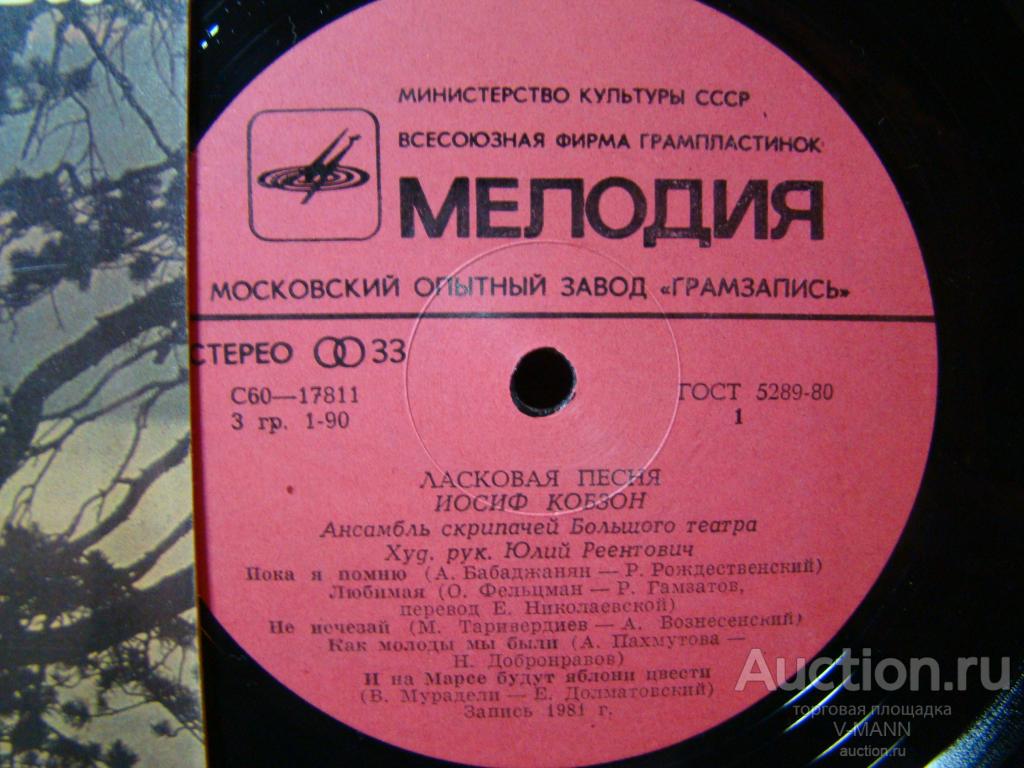 МИНИСТЕРСТВО КУЛЬТУРЫ СССР
ВСЕСОЮЗНАЯ ФИРМА ГРАМПЛАСТИНОК
МЕЛОДИЯ
МОСКОВСКИЙ ОПЫТНЫЙ ЗАВОД «ГРАМЗАПИСЬ»
СТЕРЕО 33
С60—17811
3 гр. 1-90
ГОСТ 5289-80
1
ЛАСКОВАЯ ПЕСНЯ
ИОСИФ КОБЗОН
Ансамбль скрипачей Большого театра
Худ. рук. Юлий Реентович
Пока я помню (А. Бабаджанян — Р. Рождественский)
Любимая (О. Фельцман — Р. Гамзатов,
перевод Е. Николаевской)
Не исчезай (М. Таривердиев — А. Вознесенский)
Как молоды мы были (А. Пахмутова —
Н. Добронравов)
И на Марсе будут яблони цвести
(В. Мурадели — Е. Долматовский)
Запись 1981 г.
Auction.ru
торговая площадка
V-MANN
auction.ru